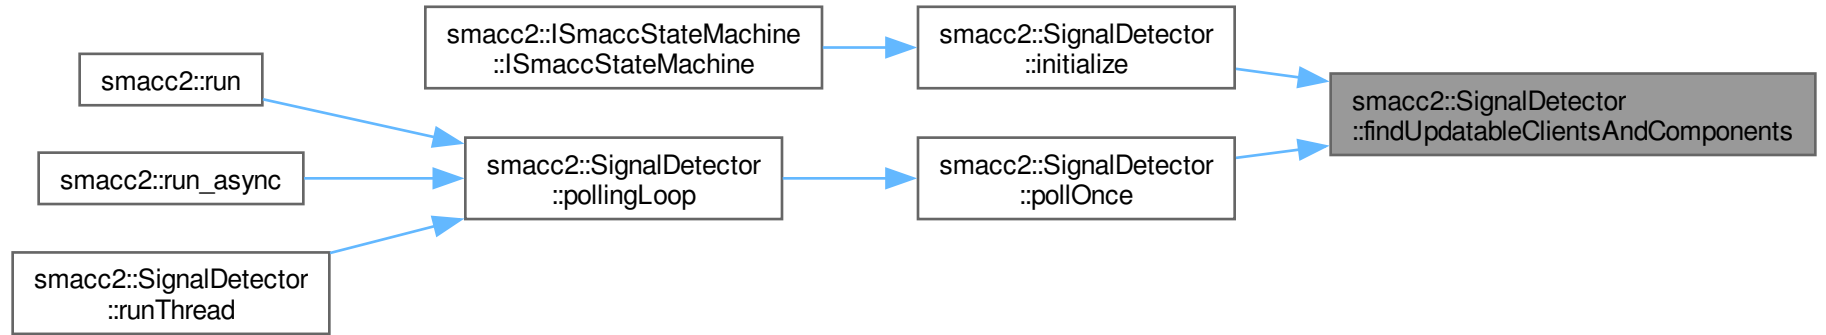 smacc2::run
smacc2::run_async
smacc2::SignalDetector
::runThread
smacc2::ISmaccStateMachine
::ISmaccStateMachine
smacc2::SignalDetector
::pollingLoop
smacc2::SignalDetector
::initialize
smacc2::SignalDetector
::pollOnce
smacc2::SignalDetector
::findUpdatableClientsAndComponents